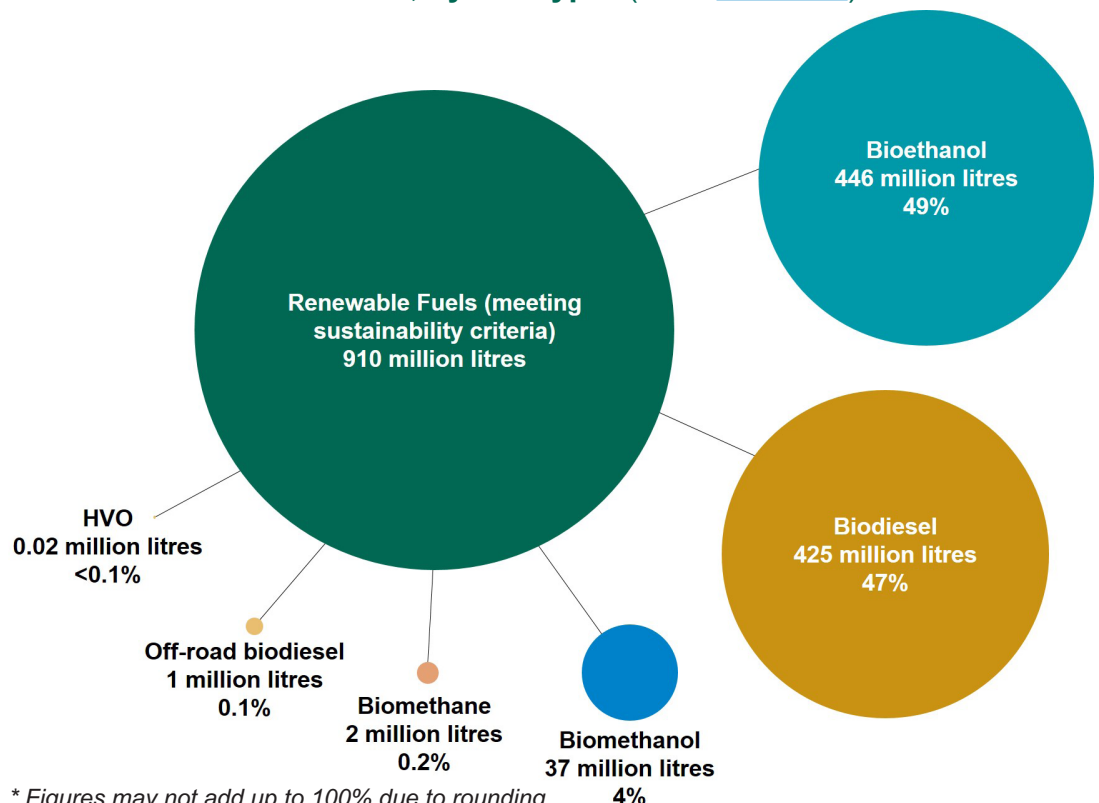 Bioethanol
446 million litres
49%
Renewable Fuels (meeting
sustainability criteria)
910 million litres
Biodiesel
425 million litres
47%
HVO
0.02 million litres
<0.1%
Off-road biodiesel
1 million litres
0.1%
Biomethane
2 million litres
0.2%
Biomethanol
37 million litres
4%
* Figures may not add up to 100% due to rounding